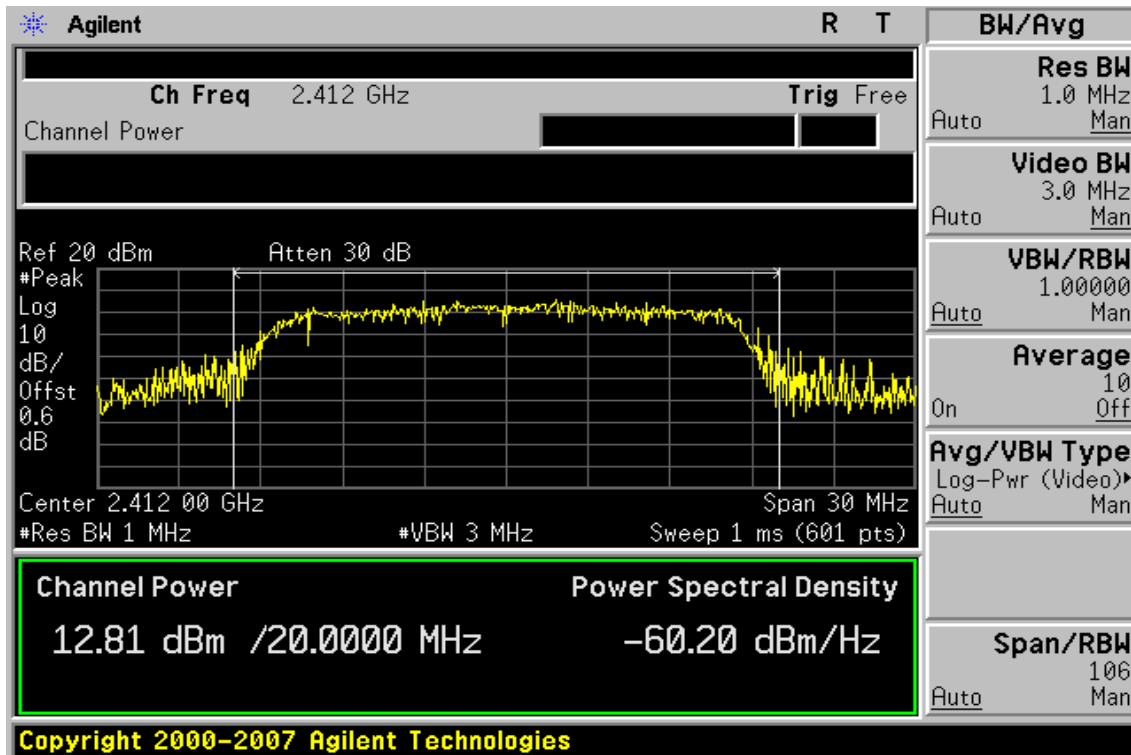 Agilent
R T
Ch Freq 2.412 GHz
Trig Free
Channel Power
Ref 20 dBm
Atten 30 dB
#Peak
Log
10
dB/
Offst
0.6
dB
Center 2.412 00 GHz
Span 30 MHz
#Res BW 1 MHz
#VBW 3 MHz
Sweep 1 ms (601 pts)
Channel Power
Power Spectral Density
12.81 dBm /20.0000 MHz
-60.20 dBm/Hz
BW/Avg
Res BW
1.0 MHz
Auto Man
Video BW
3.0 MHz
Auto Man
VBW/RBW
1.00000
Auto Man
Average
10
On Off
Avg/VBW Type
Log-Pwr (Video)▸
Auto Man
Span/RBW
106
Auto Man
Copyright 2000-2007 Agilent Technologies